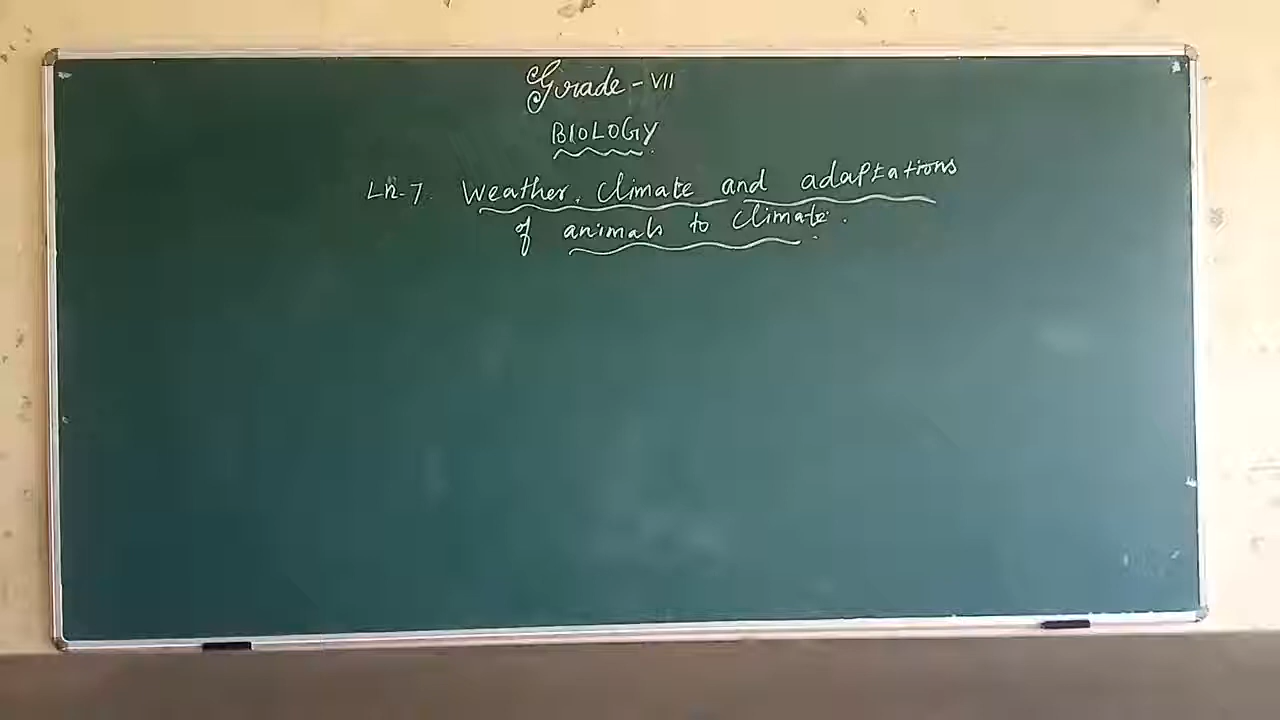 Grade - VII
BIOLOGY
Ln-7. Weather, Climate and adaptations
of animals to climate.